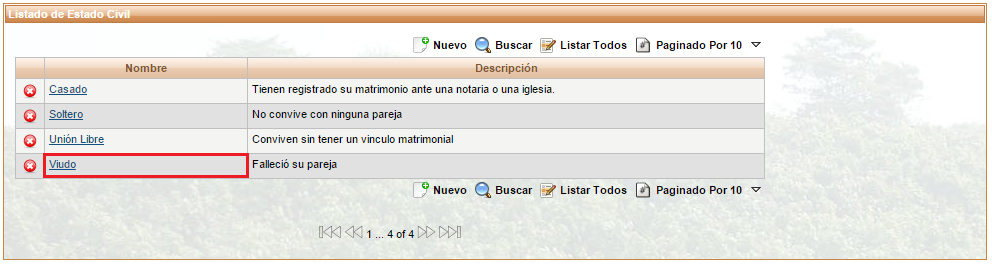 Listado de Estado Civil
Nuevo Buscar Listar Todos Paginado Por 10
Nombre Descripción
Casado Tienen registrado su matrimonio ante una notaria o una iglesia.
Soltero No convive con ninguna pareja
Unión Libre Conviven sin tener un vinculo matrimonial
Viudo Falleció su pareja
Nuevo Buscar Listar Todos Paginado Por 10
1 ... 4 of 4